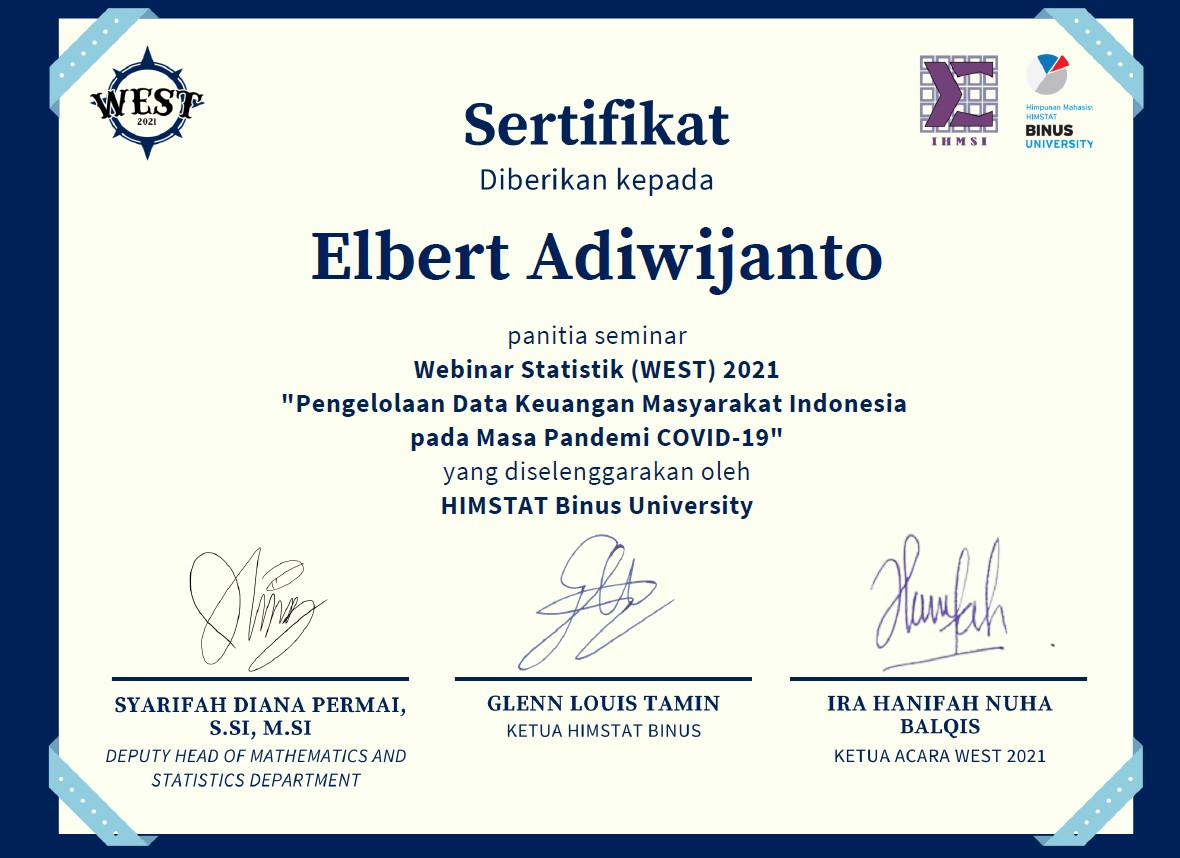 WEST
2021
IHMSI
Himpunan Mahasis
HIMSTAT
BINUS
UNIVERSITY
Sertifikat
Diberikan kepada
Elbert Adiwijanto
panitia seminar
Webinar Statistik (WEST) 2021
"Pengelolaan Data Keuangan Masyarakat Indonesia
pada Masa Pandemi COVID-19"
yang diselenggarakan oleh
HIMSTAT Binus University
Hanifah
SYARIFAH DIANA PERMAI,
S.SI, M.SI
DEPUTY HEAD OF MATHEMATICS AND
STATISTICS DEPARTMENT
GLENN LOUIS TAMIN
KETUA HIMSTAT BINUS
IRA HANIFAH NUHA
BALQIS
KETUA ACARA WEST 2021